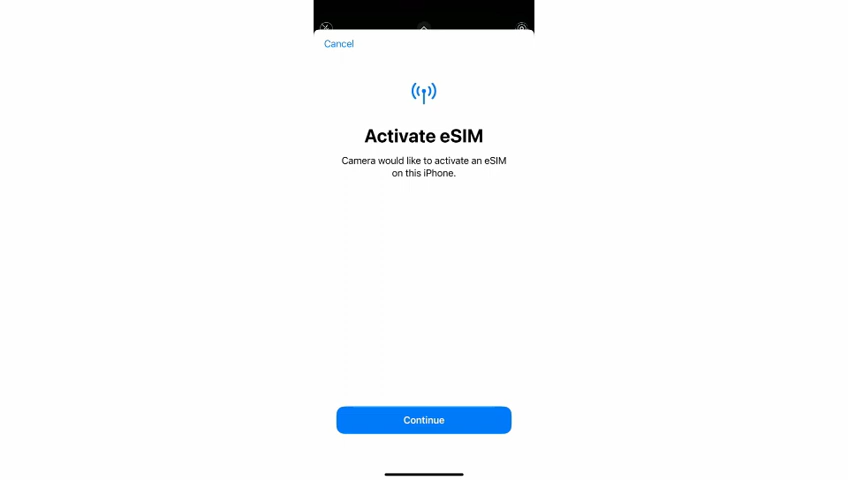 Cancel
Activate eSIM
Camera would like to activate an eSIM
on this iPhone.
Continue